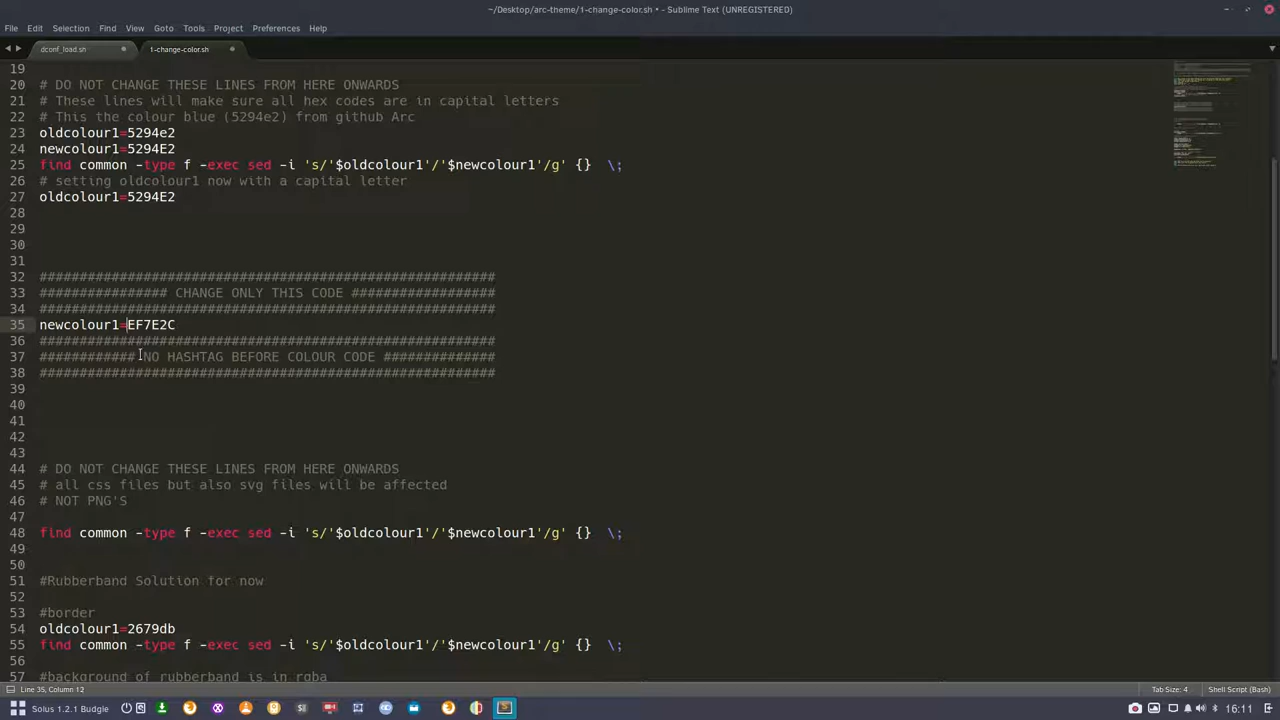 ~/Desktop/arc-theme/1-change-color.sh • - Sublime Text (UNREGISTERED)
File Edit Selection Find View Goto Tools Project Preferences Help
dconf_load.sh 1-change-color.sh
19
20 # DO NOT CHANGE THESE LINES FROM HERE ONWARDS
21 # These lines will make sure all hex codes are in capital letters
22 # This the colour blue (5294e2) from github Arc
23 oldcolour1=5294e2
24 newcolour1=5294E2
25 find common -type f -exec sed -i 's/'$oldcolour1'/'$newcolour1'/g' {}  \;
26 # setting oldcolour1 now with a capital letter
27 oldcolour1=5294E2
28
29
30
31
32 #########################################################
33 ################ CHANGE ONLY THIS CODE ##################
34 #########################################################
35 newcolour1=EF7E2C
36 #########################################################
37 ############ NO HASHTAG BEFORE COLOUR CODE ##############
38 #########################################################
39
40
41
42
43
44 # DO NOT CHANGE THESE LINES FROM HERE ONWARDS
45 # all css files but also svg files will be affected
46 # NOT PNG'S
47
48 find common -type f -exec sed -i 's/'$oldcolour1'/'$newcolour1'/g' {}  \;
49
50
51 #Rubberband Solution for now
52
53 #border
54 oldcolour1=2679db
55 find common -type f -exec sed -i 's/'$oldcolour1'/'$newcolour1'/g' {}  \;
56
57 #background of rubberband is in rgba
Line 35, Column 12 Tab Size: 4 Shell Script (Bash)
Solus 1.2.1 Budgie 16:11